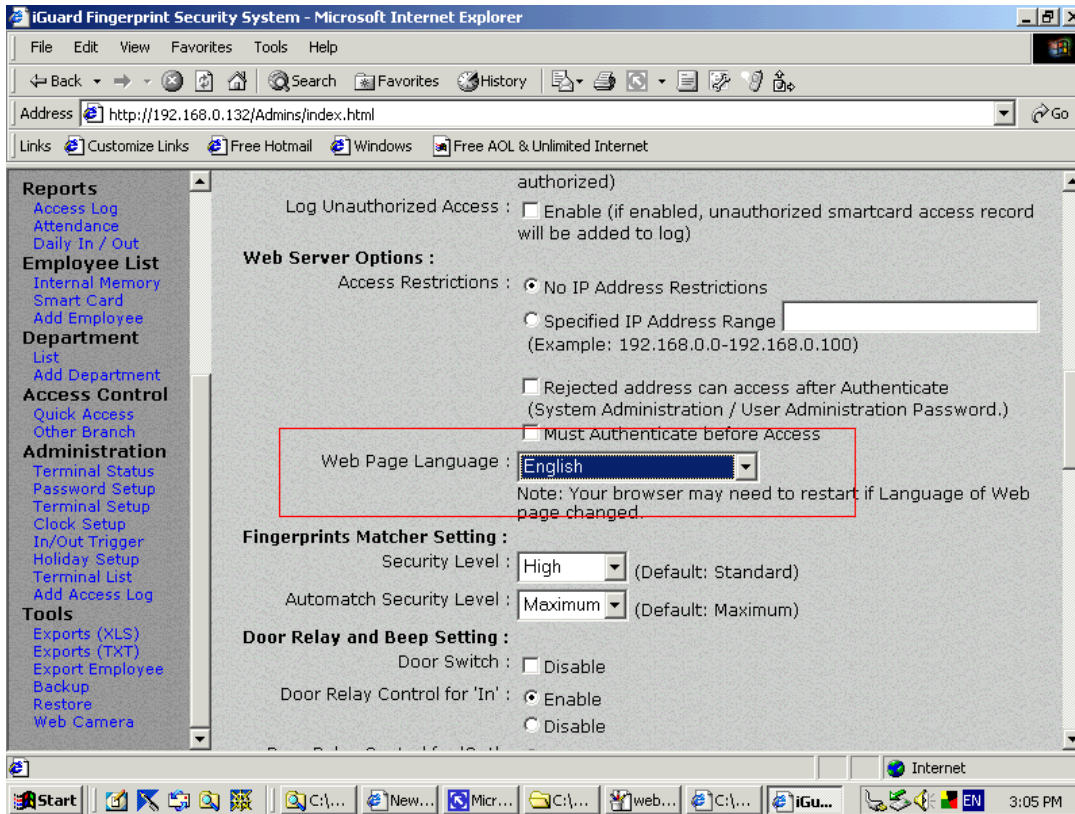 iGuard Fingerprint Security System - Microsoft Internet Explorer
File Edit View Favorites Tools Help
Back Search Favorites History
Address http://192.168.0.132/Admins/index.html Go
Links Customize Links Free Hotmail Windows Free AOL & Unlimited Internet
Reports
Access Log
Attendance
Daily In / Out
Employee List
Internal Memory
Smart Card
Add Employee
Department
List
Add Department
Access Control
Quick Access
Other Branch
Administration
Terminal Status
Password Setup
Terminal Setup
Clock Setup
In/Out Trigger
Holiday Setup
Terminal List
Add Access Log
Tools
Exports (XLS)
Exports (TXT)
Export Employee
Backup
Restore
Web Camera
authorized)
Log Unauthorized Access : Enable (if enabled, unauthorized smartcard access record
will be added to log)
Web Server Options :
Access Restrictions : No IP Address Restrictions
Specified IP Address Range
(Example: 192.168.0.0-192.168.0.100)
Rejected address can access after Authenticate
(System Administration / User Administration Password.)
Must Authenticate before Access
Web Page Language : English
Note: Your browser may need to restart if Language of Web
page changed.
Fingerprints Matcher Setting :
Security Level : High (Default: Standard)
Automatch Security Level : Maximum (Default: Maximum)
Door Relay and Beep Setting :
Door Switch : Disable
Door Relay Control for 'In' : Enable
Disable
Internet
Start C:\... New... Micr... C:\... web... C:\... iGu... EN 3:05 PM